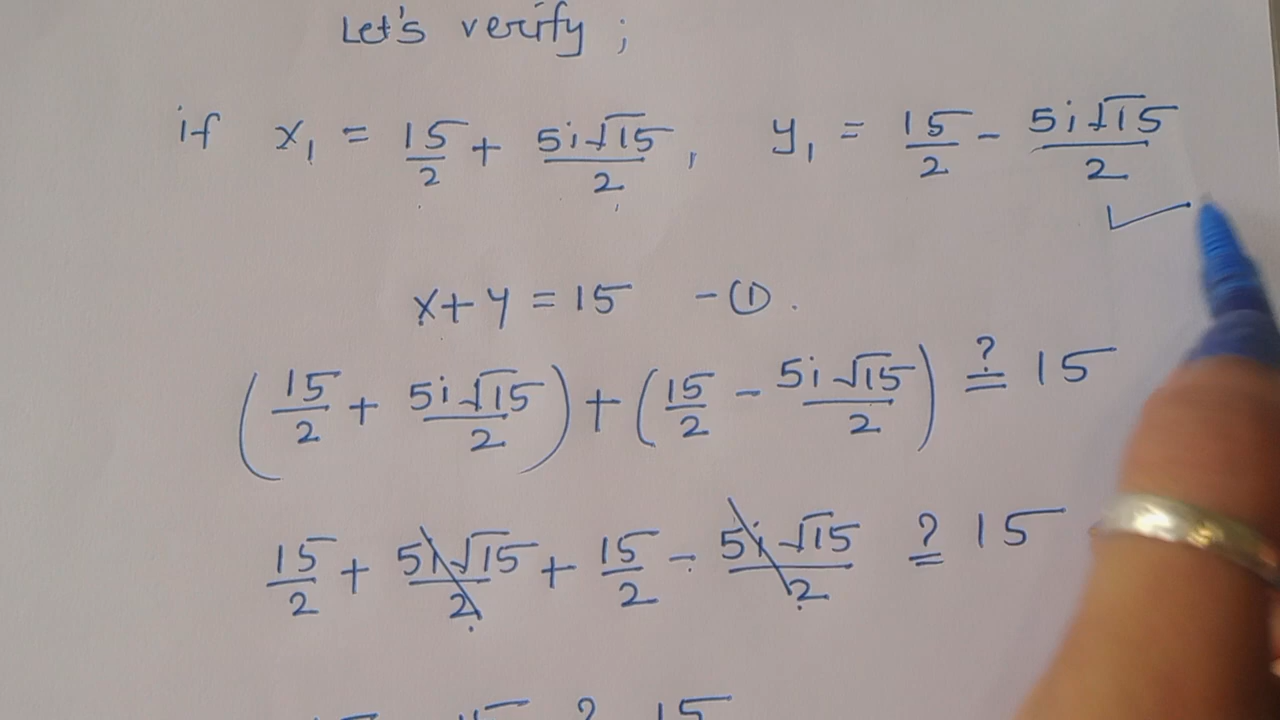 Let's verify ;
if x₁ = 15/2 + 5i√15/2 , y₁ = 15/2 - 5i√15/2
x + y = 15 - ① .
(15/2 + 5i√15/2) + (15/2 - 5i√15/2) ≟ 15
15/2 + 5i√15/2 + 15/2 - 5i√15/2 ≟ 15
? 15